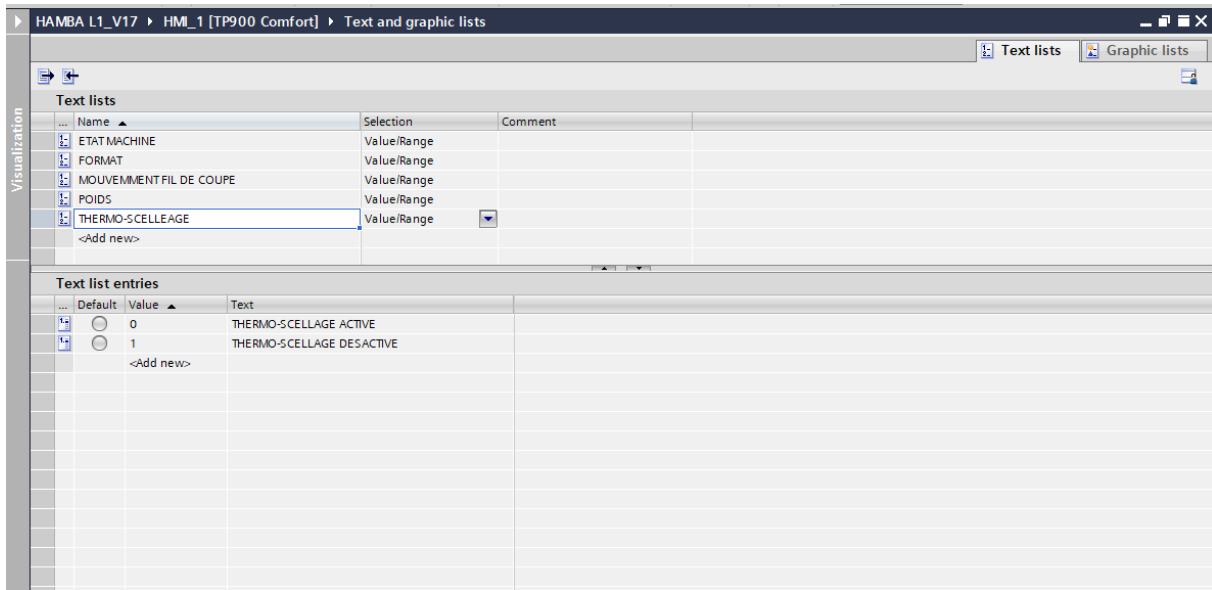 HAMBA L1_V17 ▸ HMI_1 [TP900 Comfort] ▸ Text and graphic lists
Text lists Graphic lists
Visualization
Text lists
... Name Selection Comment
ETAT MACHINE Value/Range
FORMAT Value/Range
MOUVEMMENT FIL DE COUPE Value/Range
POIDS Value/Range
THERMO-SCELLEAGE Value/Range
<Add new>
Text list entries
... Default Value Text
0 THERMO-SCELLAGE ACTIVE
1 THERMO-SCELLAGE DESACTIVE
<Add new>